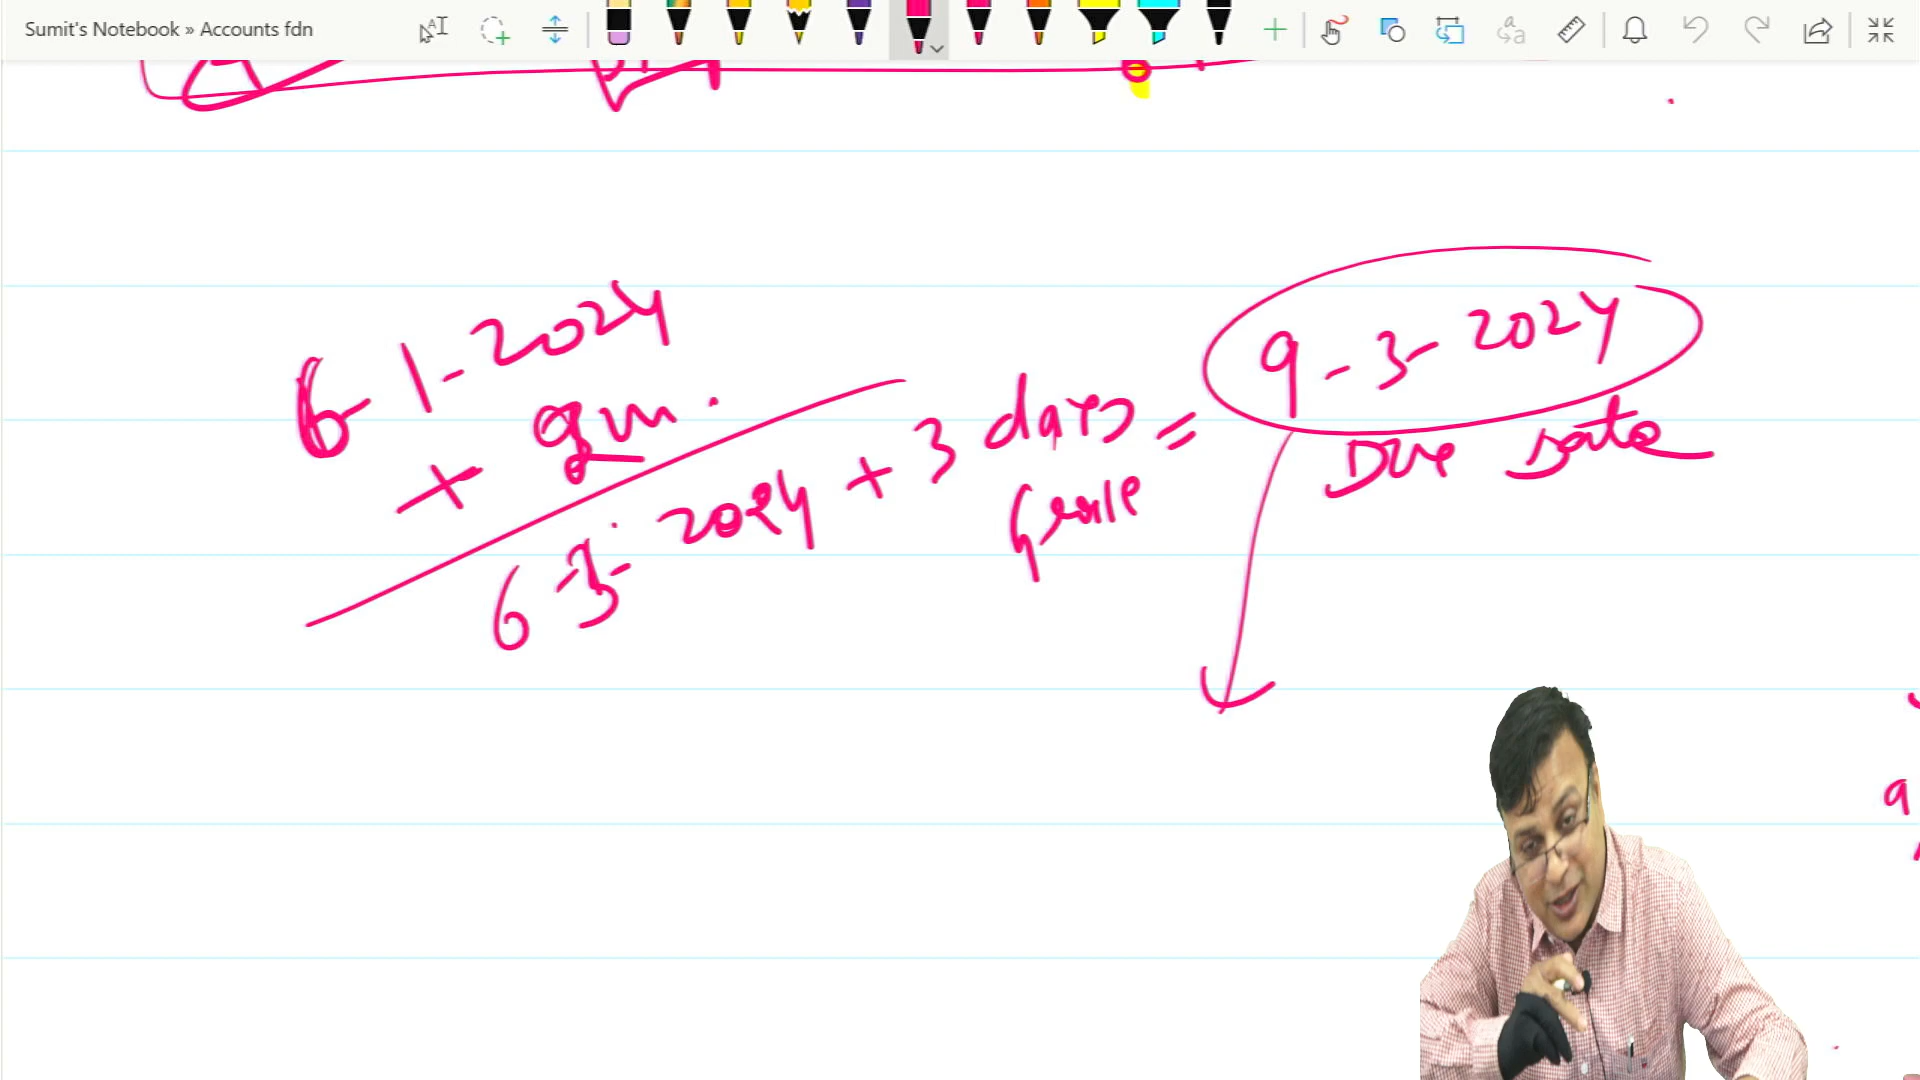 Sumit's Notebook » Accounts fdn
6-1-2024
+ 2m.
6-3-2024 + 3 days = 9-3-2024
Grace
Due Date
9